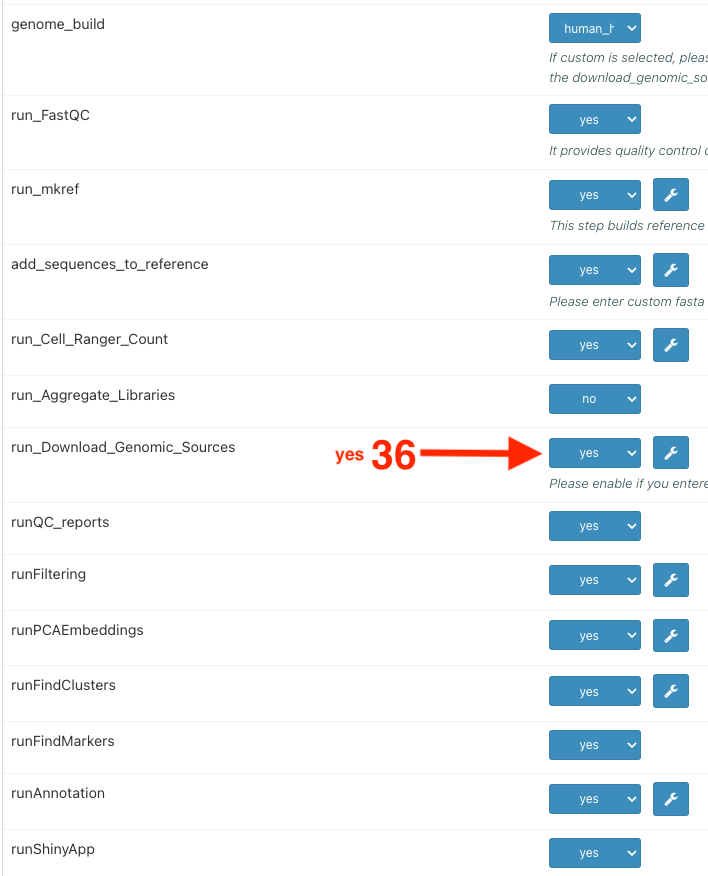 genome_build
human_h
If custom is selected, pleas
the download_genomic_so
run_FastQC
yes
It provides quality control o
run_mkref
yes
This step builds reference
add_sequences_to_reference
yes
Please enter custom fasta
run_Cell_Ranger_Count
yes
run_Aggregate_Libraries
no
run_Download_Genomic_Sources
yes 36
yes
Please enable if you entere
runQC_reports
yes
runFiltering
yes
runPCAEmbeddings
yes
runFindClusters
yes
runFindMarkers
yes
runAnnotation
yes
runShinyApp
yes